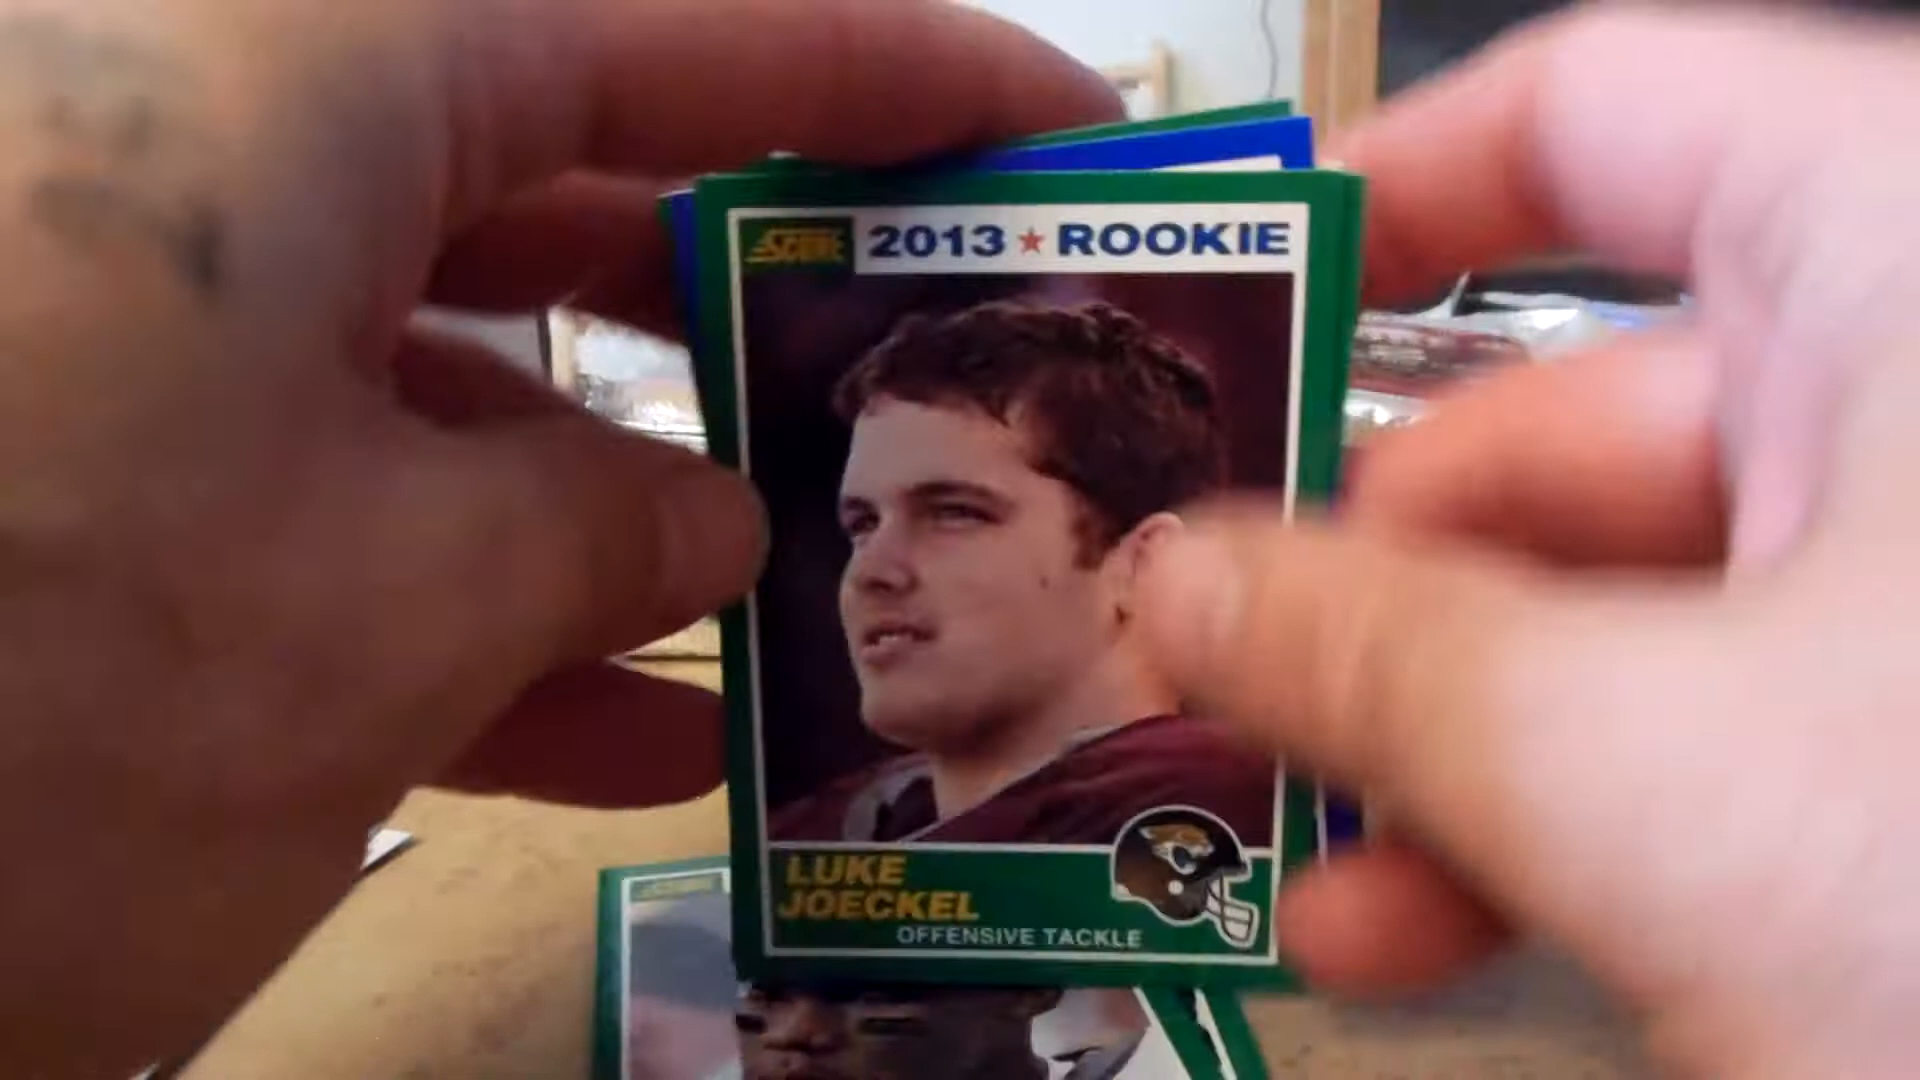 SCORE
2013 ★ ROOKIE
LUKE
JOECKEL
OFFENSIVE TACKLE